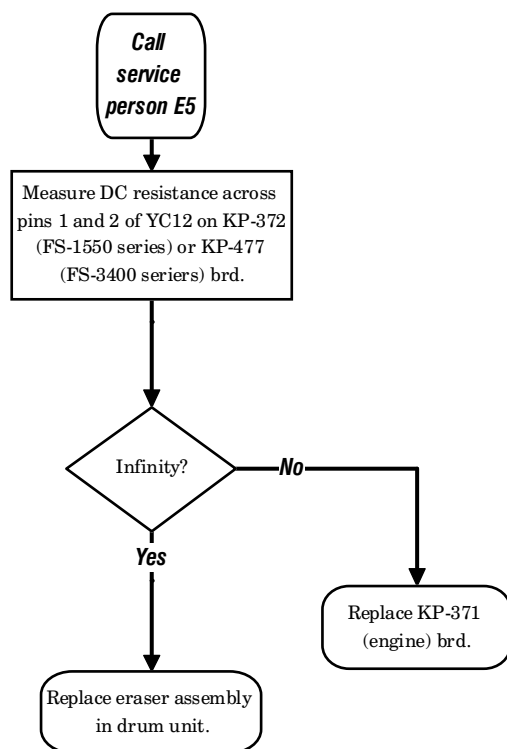 Call
service
person E5
Measure DC resistance across
pins 1 and 2 of YC12 on KP-372
(FS-1550 series) or KP-477
(FS-3400 seriers) brd.
Infinity?
No
Yes
Replace KP-371
(engine) brd.
Replace eraser assembly
in drum unit.